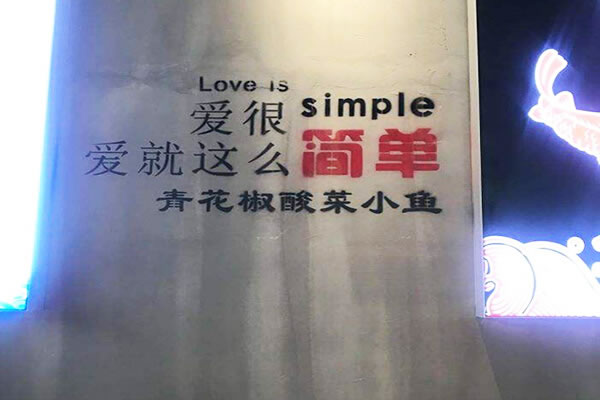 Love is simple
爱很
爱就这么简单
青花椒酸菜小鱼